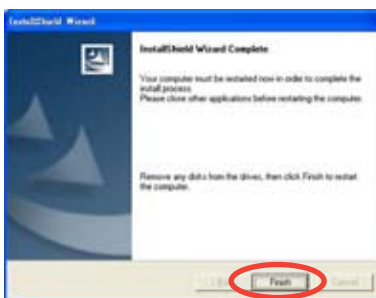 InstallShield Wizard
InstallShield Wizard Complete
Your computer must be restarted now in order to complete the
install process.
Please close other applications before restarting the computer.
Remove any disks from the drives, then click Finish to restart
the computer.
Finish
Cancel